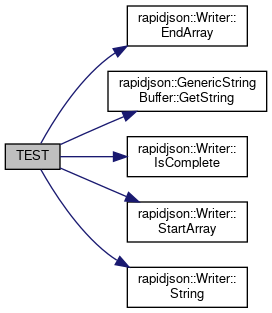 rapidjson::Writer::
EndArray
rapidjson::GenericString
Buffer::GetString
TEST
rapidjson::Writer::
IsComplete
rapidjson::Writer::
StartArray
rapidjson::Writer::
String